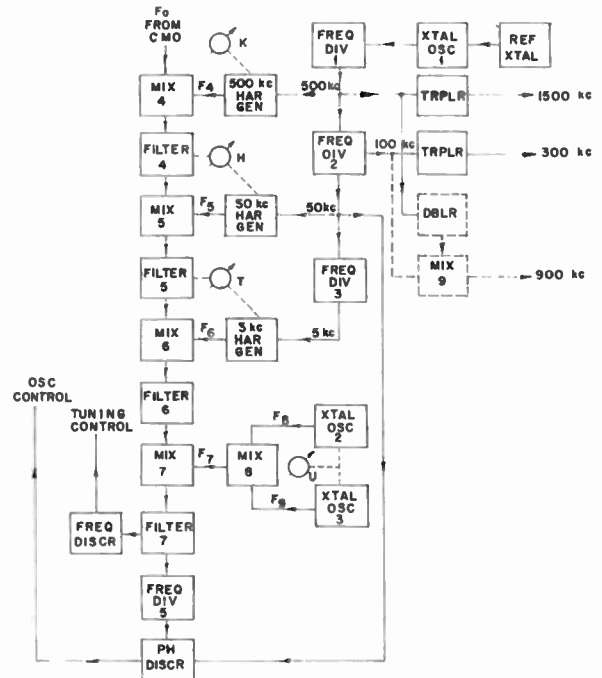 Fo
FROM
CMO
K
FREQ
DIV
XTAL
OSC
REF
XTAL
MIX
4
F4
500 kc
HAR
GEN
500kc
TRPLR
1500 kc
FILTER
4
H
FREQ
DIV
2
100 kc
TRPLR
300 kc
MIX
5
F5
50 kc
HAR
GEN
50kc
DBLR
FILTER
5
T
FREQ
DIV
3
MIX
9
900 kc
MIX
6
F6
HAR
GEN
5 kc
OSC
CONTROL
TUNING
CONTROL
FILTER
6
F8
XTAL
OSC
2
MIX
7
F7
MIX
8
U
XTAL
OSC
3
FREQ
DISCR
FILTER
7
FREQ
DIV
5
PH
DISCR